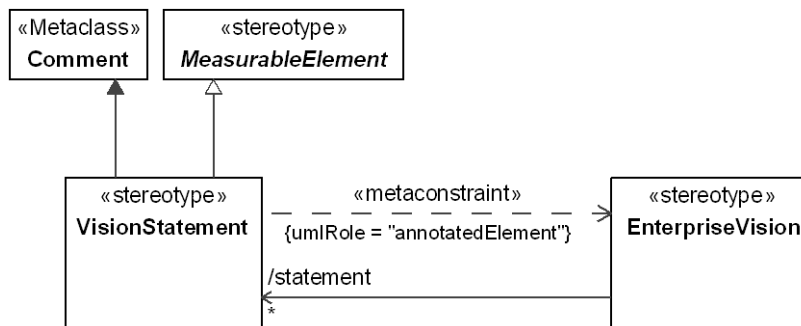 «Metaclass»
Comment
«stereotype»
MeasurableElement
«stereotype»
VisionStatement
«metaconstraint»
{umlRole = "annotatedElement"}
«stereotype»
EnterpriseVision
/statement
*